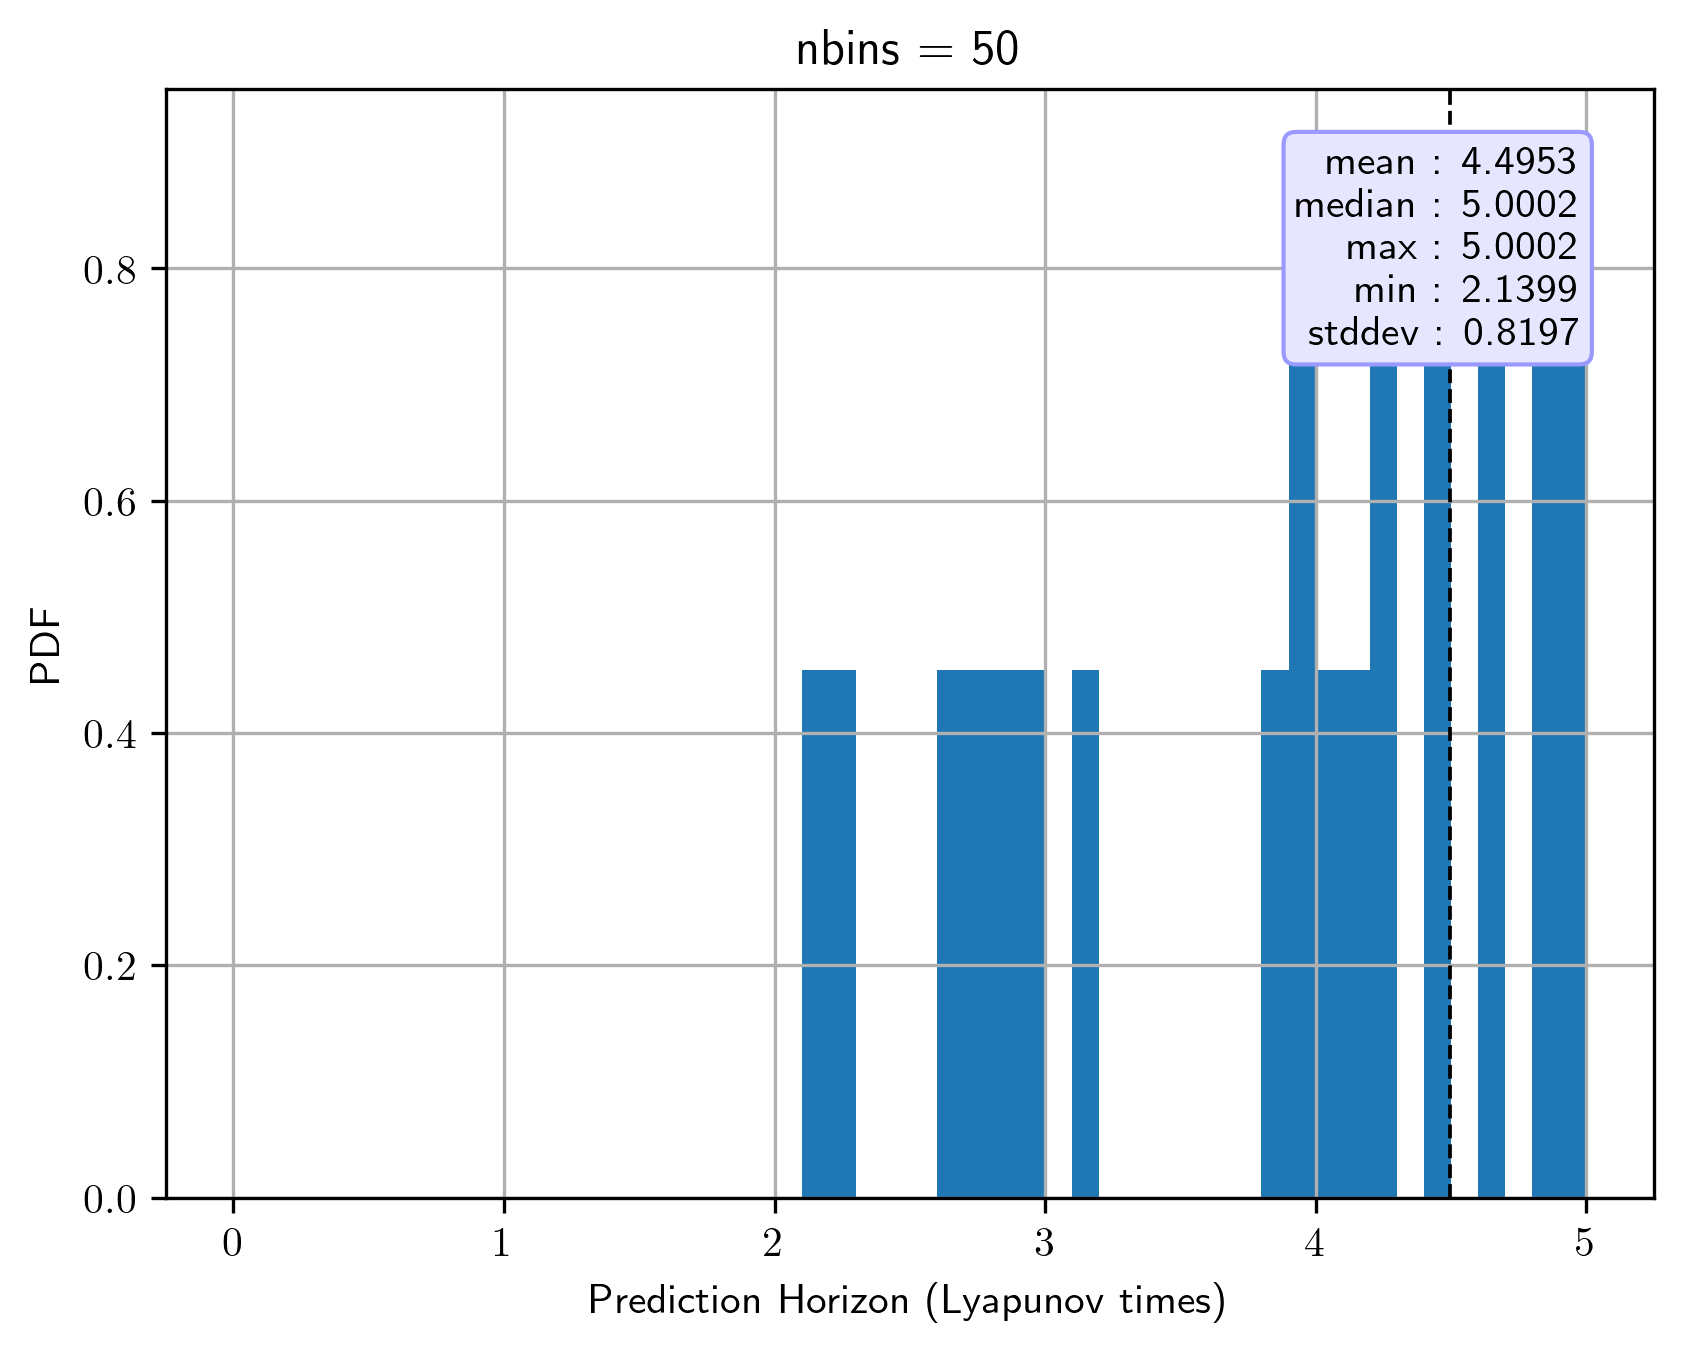 nbins = 50
mean : 4.4953
median : 5.0002
max : 5.0002
min : 2.1399
stddev : 0.8197
0.8
0.6
0.4
0.2
0.0
PDF
0 1 2 3 4 5
Prediction Horizon (Lyapunov times)